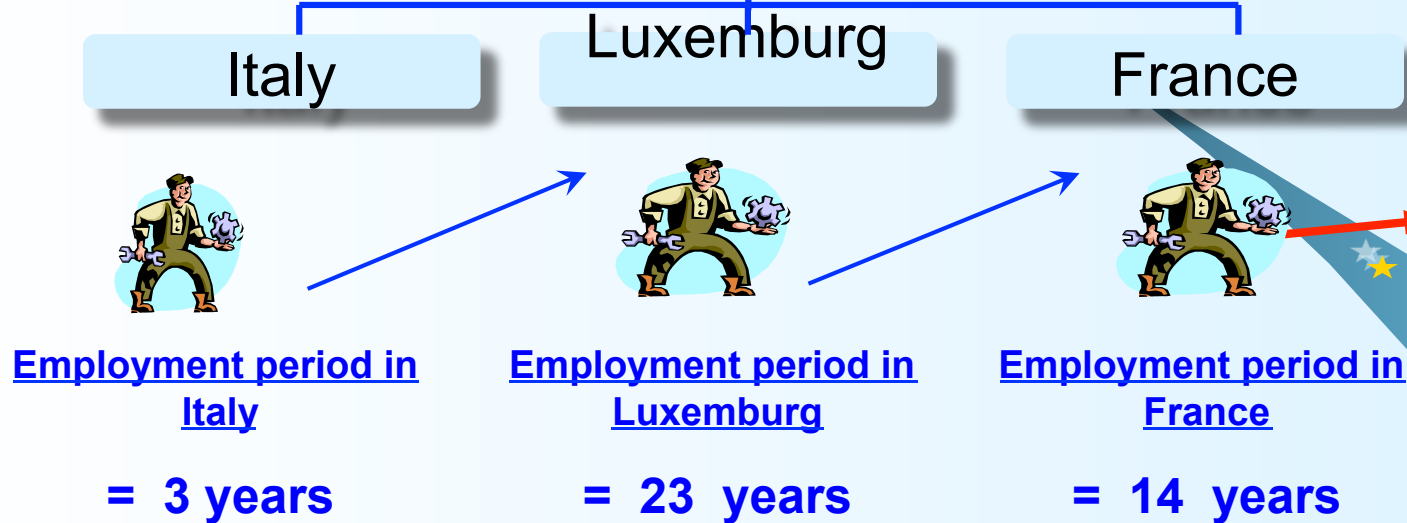 Italy
Luxemburg
France
Employment period in
Italy
= 3 years
Employment period in
Luxemburg
= 23 years
Employment period in
France
= 14 years